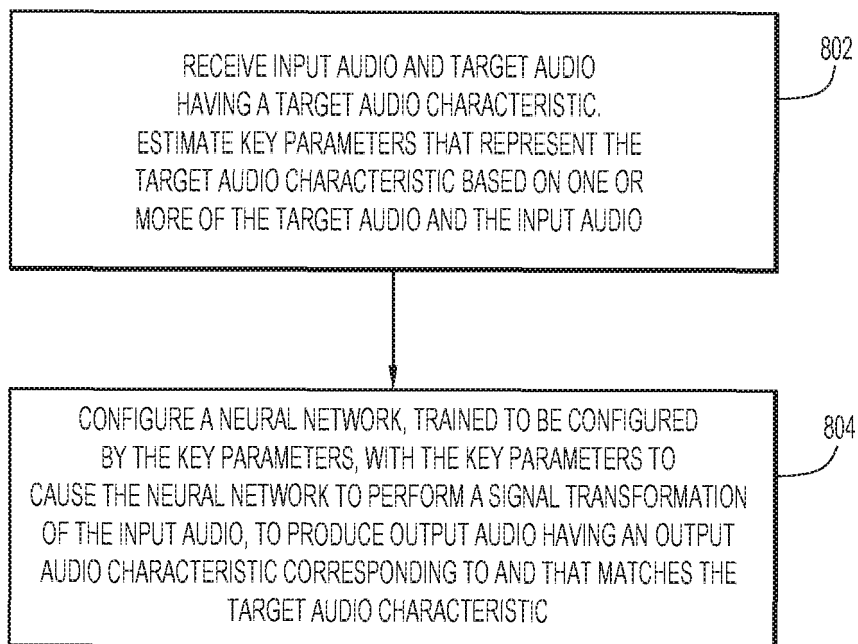 RECEIVE INPUT AUDIO AND TARGET AUDIO
HAVING A TARGET AUDIO CHARACTERISTIC.
ESTIMATE KEY PARAMETERS THAT REPRESENT THE
TARGET AUDIO CHARACTERISTIC BASED ON ONE OR
MORE OF THE TARGET AUDIO AND THE INPUT AUDIO
802
CONFIGURE A NEURAL NETWORK, TRAINED TO BE CONFIGURED
BY THE KEY PARAMETERS, WITH THE KEY PARAMETERS TO
CAUSE THE NEURAL NETWORK TO PERFORM A SIGNAL TRANSFORMATION
OF THE INPUT AUDIO, TO PRODUCE OUTPUT AUDIO HAVING AN OUTPUT
AUDIO CHARACTERISTIC CORRESPONDING TO AND THAT MATCHES THE
TARGET AUDIO CHARACTERISTIC
804